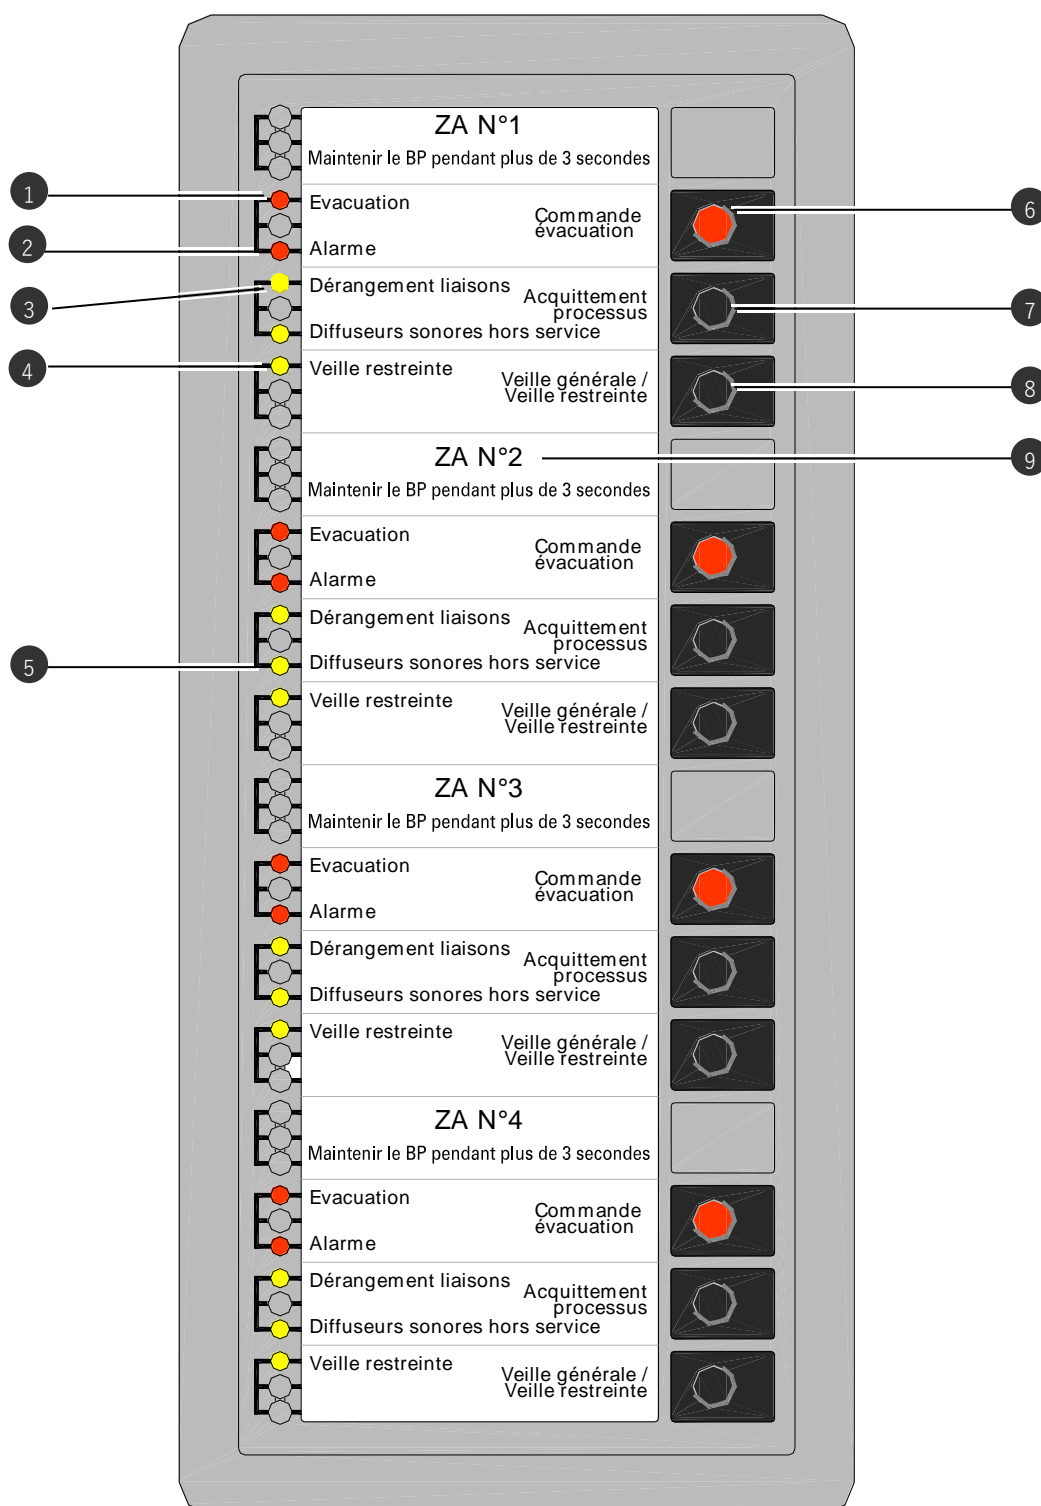 ZA N°1
Maintenir le BP pendant plus de 3 secondes
1
Evacuation
Commande
évacuation
6
2
Alarme
3
Dérangement liaisons
Acquittement
processus
7
Diffuseurs sonores hors service
4
Veille restreinte
Veille générale /
Veille restreinte
8
ZA N°2
9
Maintenir le BP pendant plus de 3 secondes
Evacuation
Commande
évacuation
Alarme
Dérangement liaisons
Acquittement
processus
5
Diffuseurs sonores hors service
Veille restreinte
Veille générale /
Veille restreinte
ZA N°3
Maintenir le BP pendant plus de 3 secondes
Evacuation
Commande
évacuation
Alarme
Dérangement liaisons
Acquittement
processus
Diffuseurs sonores hors service
Veille restreinte
Veille générale /
Veille restreinte
ZA N°4
Maintenir le BP pendant plus de 3 secondes
Evacuation
Commande
évacuation
Alarme
Dérangement liaisons
Acquittement
processus
Diffuseurs sonores hors service
Veille restreinte
Veille générale /
Veille restreinte